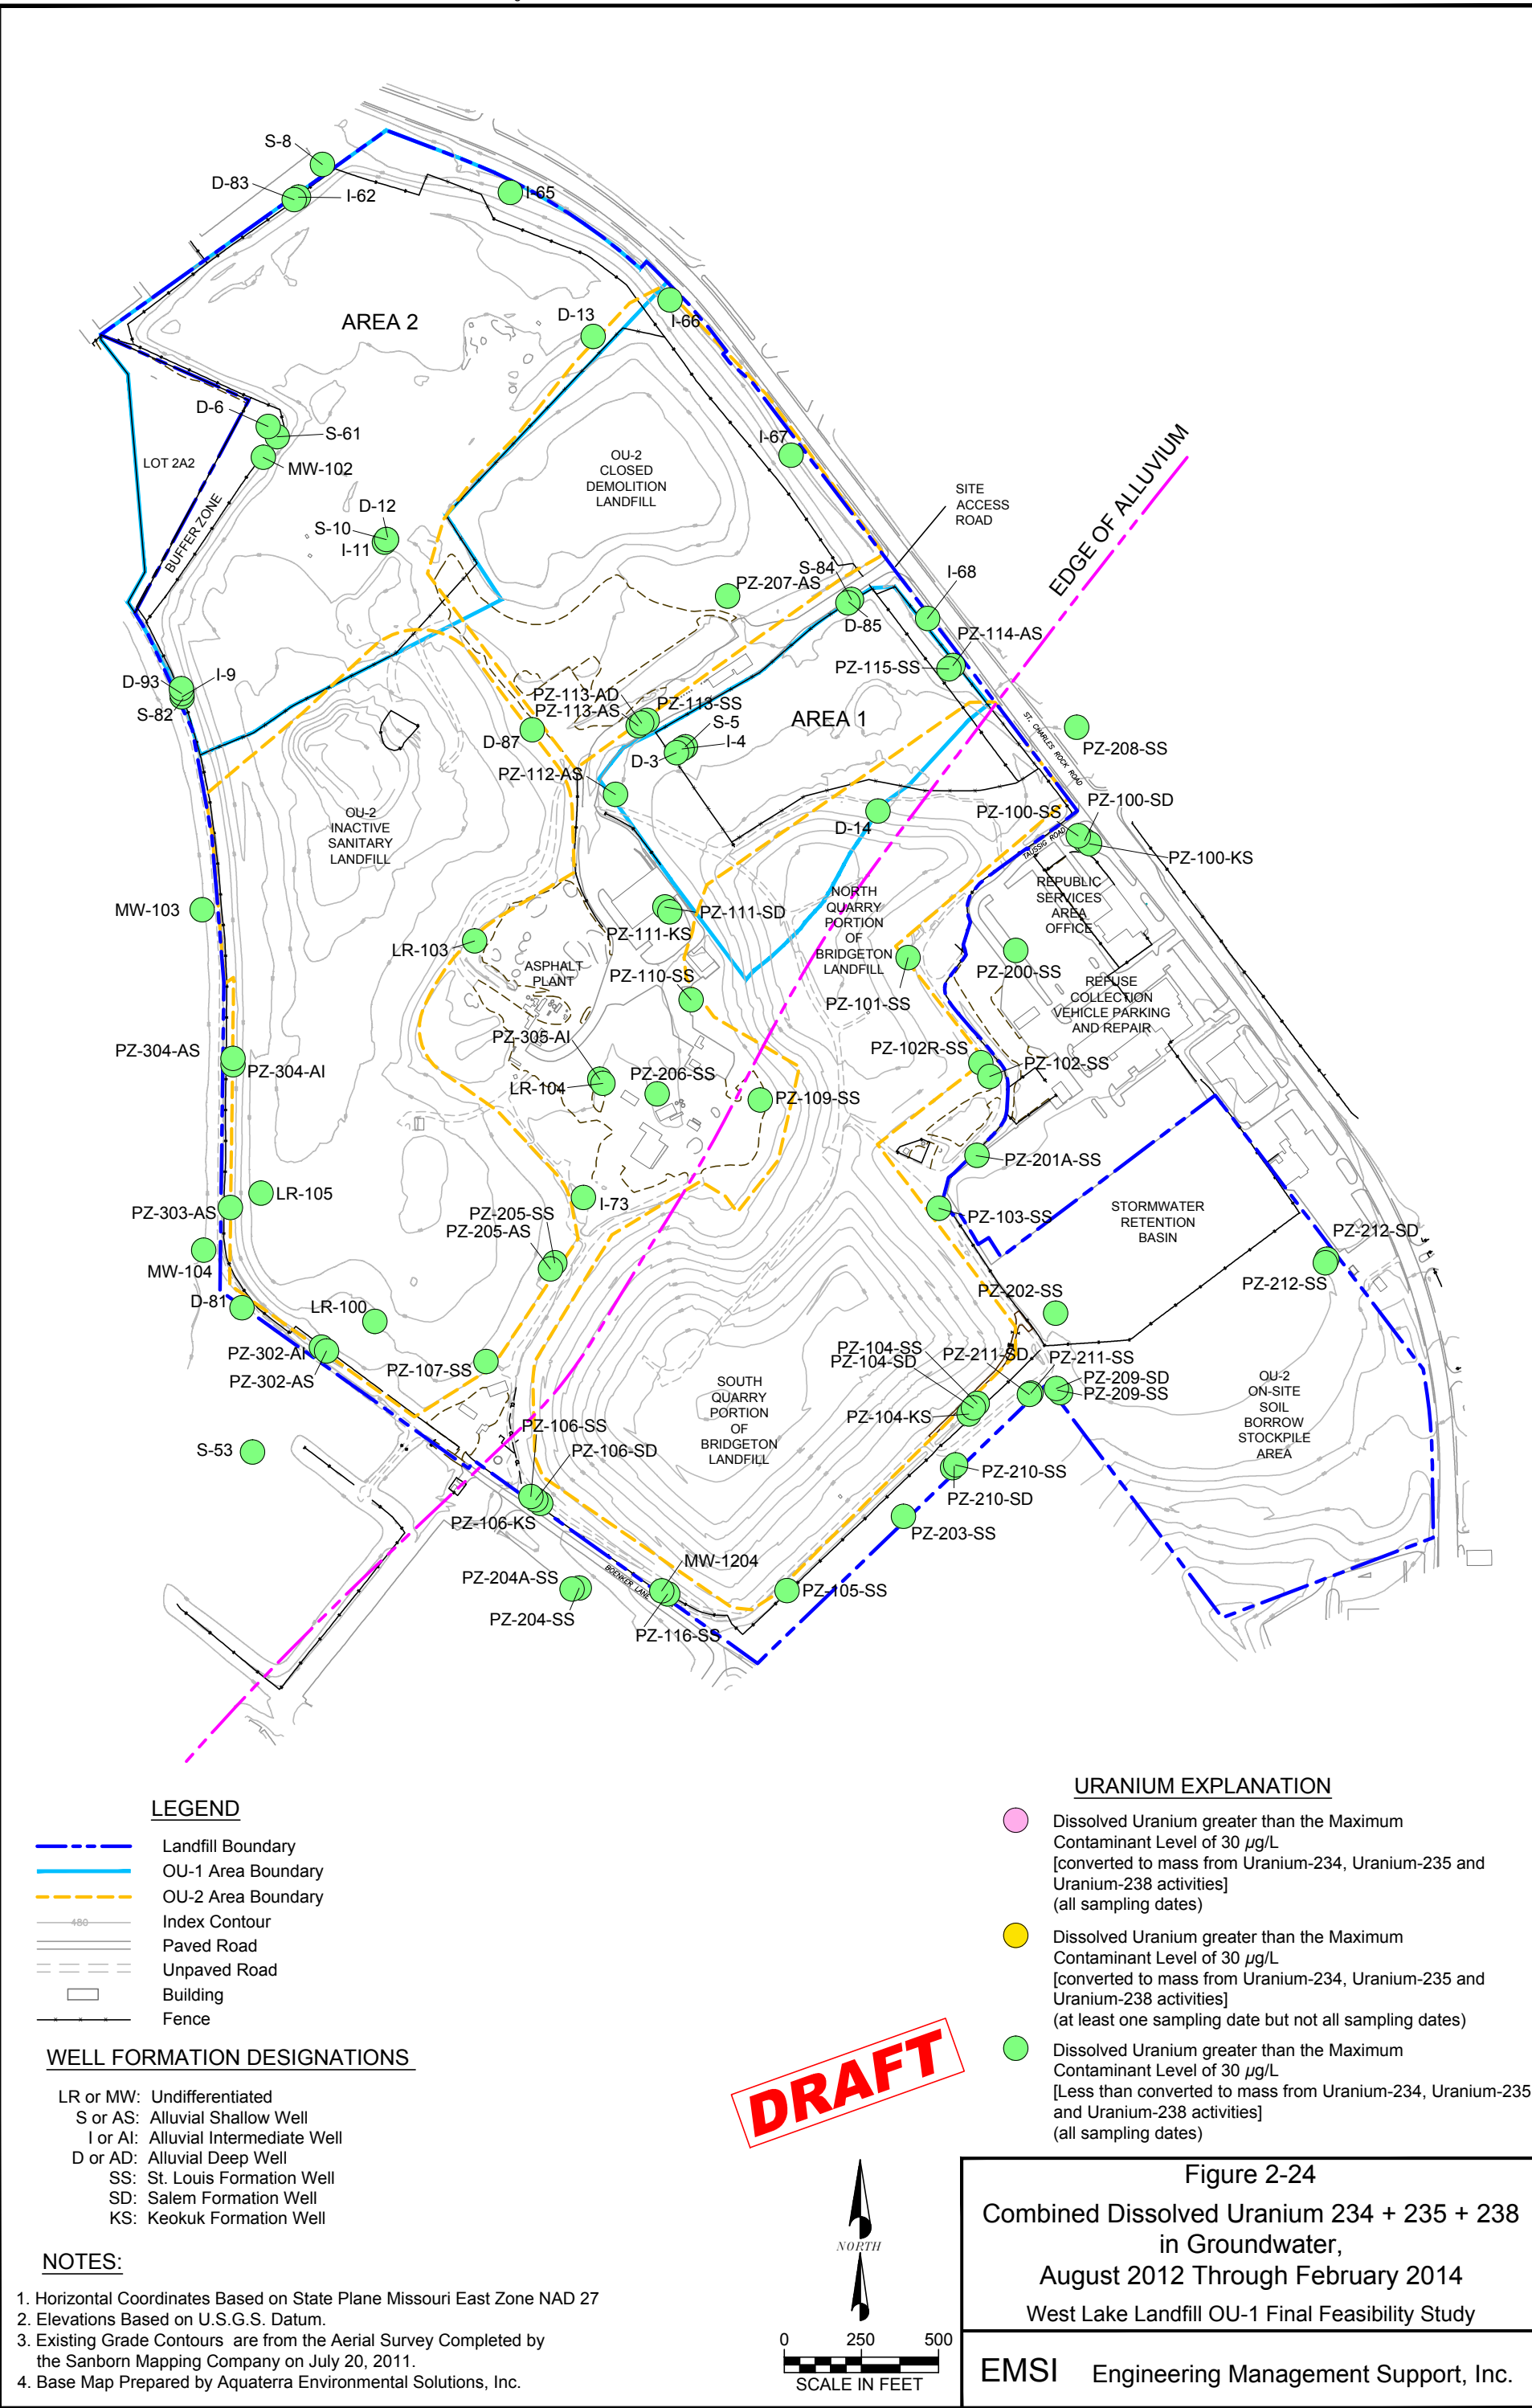 S-8
D-83
I-62
I-65
AREA 2
D-13
I-66
D-6
S-61
LOT 2A2
MW-102
I-67
OU-2
CLOSED
DEMOLITION
LANDFILL
BUFFER ZONE
D-12
S-10
I-11
SITE
ACCESS
ROAD
EDGE OF ALLUVIUM
S-84
PZ-207-AS
I-68
D-85
PZ-114-AS
PZ-115-SS
D-93
I-9
S-82
PZ-113-AD
PZ-113-AS
PZ-113-SS
S-5
I-4
D-3
AREA 1
D-87
PZ-112-AS
ST. CHARLES ROCK ROAD
PZ-208-SS
D-14
PZ-100-SS
PZ-100-SD
TAUSSIG ROAD
PZ-100-KS
OU-2
INACTIVE
SANITARY
LANDFILL
MW-103
NORTH
QUARRY
PORTION
OF
BRIDGETON
LANDFILL
REPUBLIC
SERVICES
AREA
OFFICE
PZ-111-SD
PZ-111-KS
LR-103
ASPHALT
PLANT
PZ-110-SS
PZ-200-SS
PZ-101-SS
REFUSE
COLLECTION
VEHICLE PARKING
AND REPAIR
PZ-305-AI
PZ-304-AS
PZ-304-AI
LR-104
PZ-206-SS
PZ-102R-SS
PZ-102-SS
PZ-109-SS
PZ-201A-SS
LR-105
I-73
PZ-303-AS
PZ-205-SS
PZ-205-AS
PZ-103-SS
STORMWATER
RETENTION
BASIN
PZ-212-SD
PZ-212-SS
MW-104
D-81
LR-100
PZ-202-SS
PZ-302-AI
PZ-302-AS
PZ-107-SS
PZ-104-SS
PZ-104-SD
PZ-211-SD
PZ-211-SS
PZ-209-SD
PZ-209-SS
PZ-104-KS
SOUTH
QUARRY
PORTION
OF
BRIDGETON
LANDFILL
OU-2
ON-SITE
SOIL
BORROW
STOCKPILE
AREA
S-53
PZ-106-SS
PZ-106-SD
PZ-106-KS
PZ-210-SS
PZ-210-SD
PZ-203-SS
MW-1204
PZ-204A-SS
PZ-204-SS
BOENKER LANE
PZ-116-SS
PZ-105-SS
LEGEND
Landfill Boundary
OU-1 Area Boundary
OU-2 Area Boundary
480 Index Contour
Paved Road
Unpaved Road
Building
Fence
WELL FORMATION DESIGNATIONS
LR or MW: Undifferentiated
S or AS: Alluvial Shallow Well
I or AI: Alluvial Intermediate Well
D or AD: Alluvial Deep Well
SS: St. Louis Formation Well
SD: Salem Formation Well
KS: Keokuk Formation Well
NOTES:
1. Horizontal Coordinates Based on State Plane Missouri East Zone NAD 27
2. Elevations Based on U.S.G.S. Datum.
3. Existing Grade Contours are from the Aerial Survey Completed by
the Sanborn Mapping Company on July 20, 2011.
4. Base Map Prepared by Aquaterra Environmental Solutions, Inc.
URANIUM EXPLANATION
Dissolved Uranium greater than the Maximum
Contaminant Level of 30 µg/L
[converted to mass from Uranium-234, Uranium-235 and
Uranium-238 activities]
(all sampling dates)
Dissolved Uranium greater than the Maximum
Contaminant Level of 30 µg/L
[converted to mass from Uranium-234, Uranium-235 and
Uranium-238 activities]
(at least one sampling date but not all sampling dates)
Dissolved Uranium greater than the Maximum
Contaminant Level of 30 µg/L
[Less than converted to mass from Uranium-234, Uranium-235
and Uranium-238 activities]
(all sampling dates)
DRAFT
NORTH
0 250 500
SCALE IN FEET
Figure 2-24
Combined Dissolved Uranium 234 + 235 + 238
in Groundwater,
August 2012 Through February 2014
West Lake Landfill OU-1 Final Feasibility Study
EMSI Engineering Management Support, Inc.